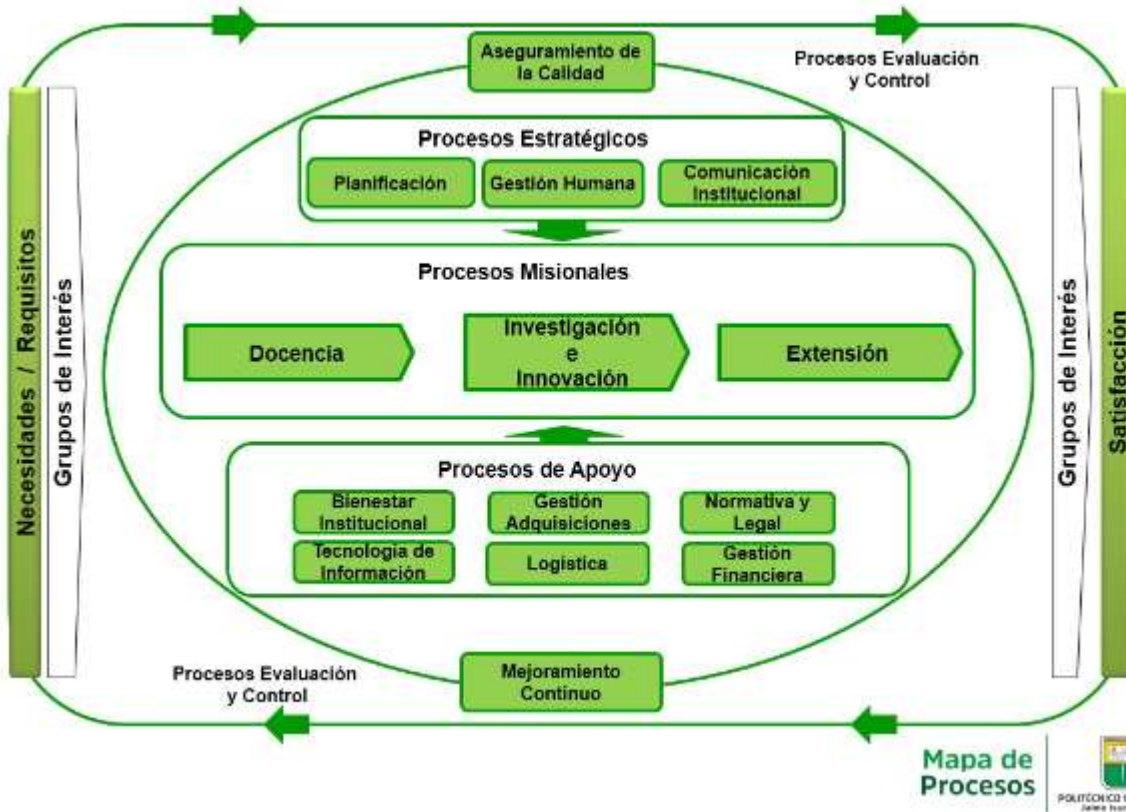 Aseguramiento de
la Calidad
Procesos Evaluación
y Control
Procesos Estratégicos
Planificación
Gestión Humana
Comunicación
Institucional
Necesidades / Requisitos
Grupos de Interés
Procesos Misionales
Docencia
Investigación
e
Innovación
Extensión
Grupos de Interés
Satisfacción
Procesos de Apoyo
Bienestar
Institucional
Gestión
Adquisiciones
Normativa y
Legal
Tecnología de
Información
Logística
Gestión
Financiera
Procesos Evaluación
y Control
Mejoramiento
Continuo
Mapa de
Procesos
POLITÉCNICO
Jaime